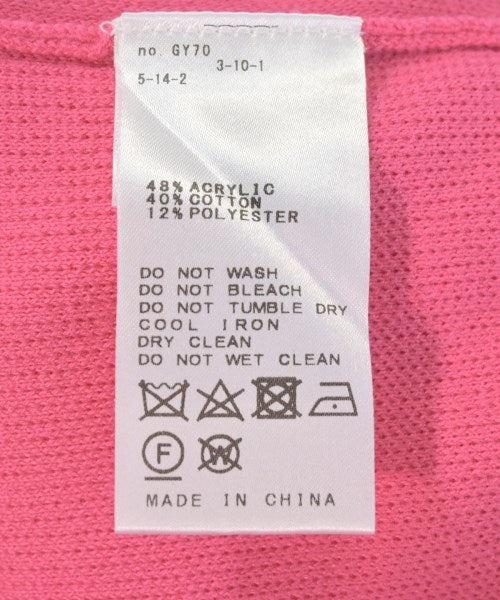 no. GY70
3-10-1
5-14-2
48% ACRYLIC
40% COTTON
12% POLYESTER
DO NOT WASH
DO NOT BLEACH
DO NOT TUMBLE DRY
COOL IRON
DRY CLEAN
DO NOT WET CLEAN
F W
MADE IN CHINA